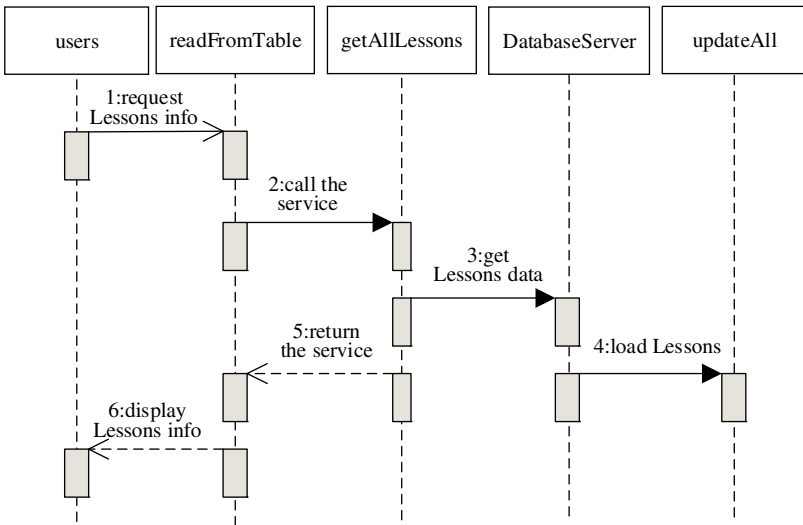 users
readFromTable
getAllLessons
DatabaseServer
updateAll
1:request
Lessons info
2:call the
service
3:get
Lessons data
5:return
the service
4:load Lessons
6:display
Lessons info